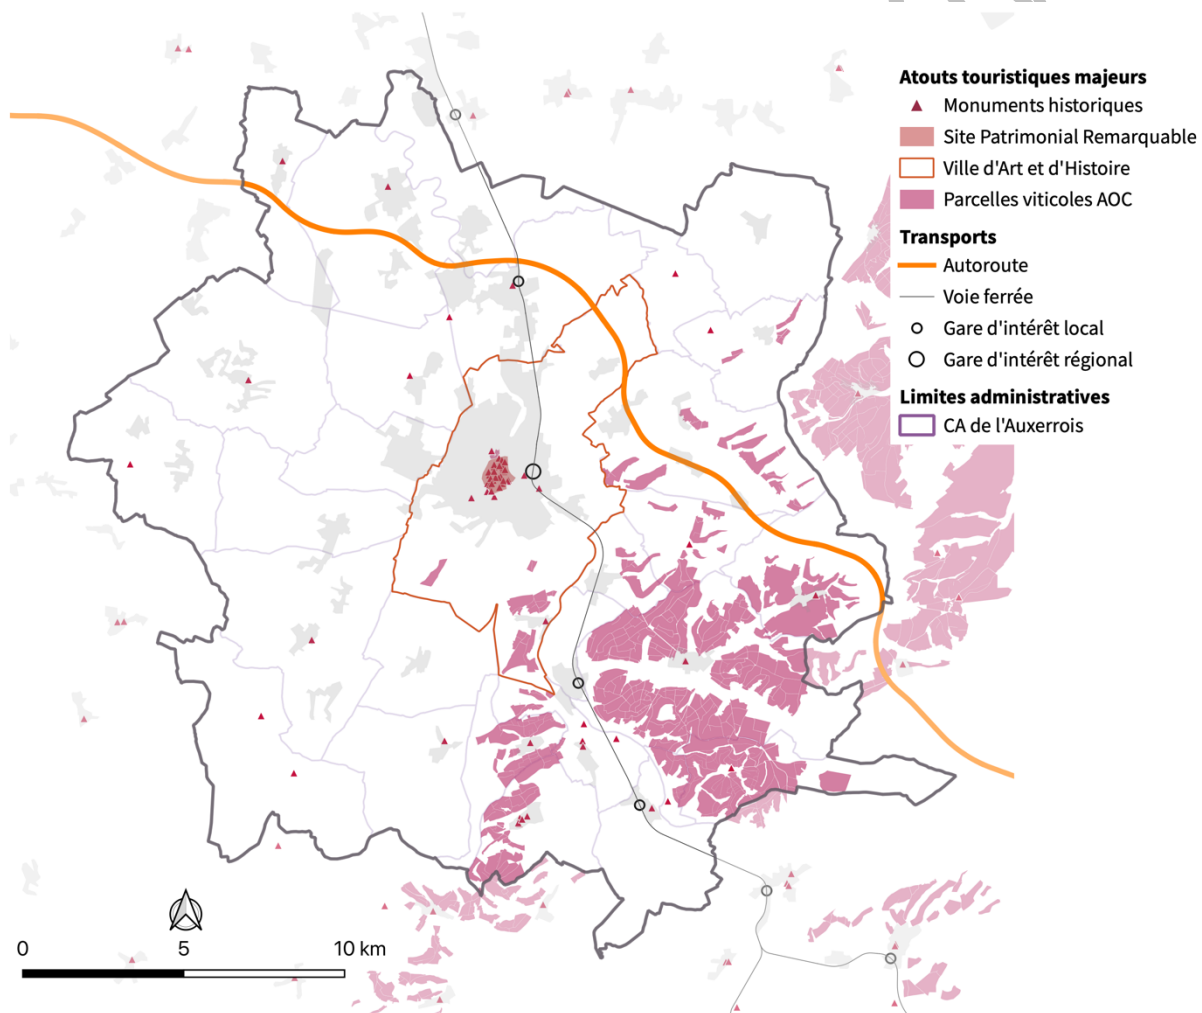 Atouts touristiques majeurs
Monuments historiques
Site Patrimonial Remarquable
Ville d'Art et d'Histoire
Parcelles viticoles AOC
Transports
Autoroute
Voie ferrée
Gare d'intérêt local
Gare d'intérêt régional
Limites administratives
CA de l'Auxerrois
0 5 10 km